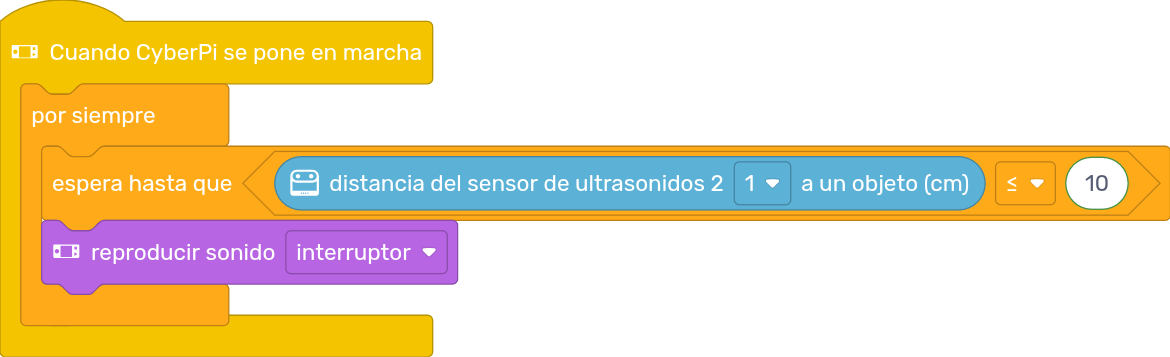 Cuando CyberPi se pone en marcha
por siempre
espera hasta que distancia del sensor de ultrasonidos 2 1 a un objeto (cm) ≤ 10
reproducir sonido interruptor